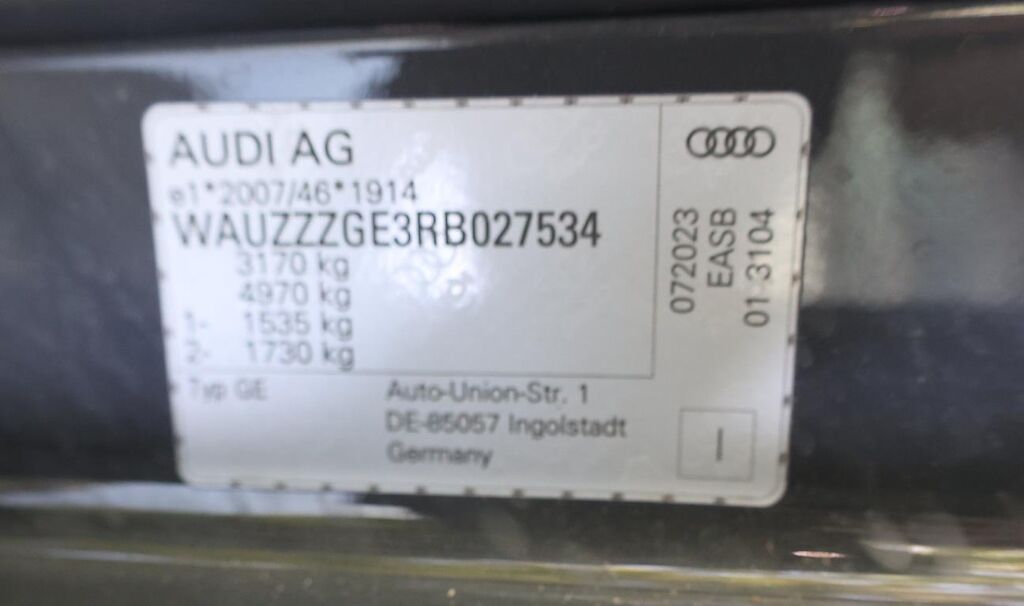 AUDI AG
e1*2007/46*1914
WAUZZZGE3RB027534
3170 kg
4970 kg
1- 1535 kg
2- 1730 kg
Typ GE
Auto-Union-Str. 1
DE-85057 Ingolstadt
Germany
072023
EASB
01 3104